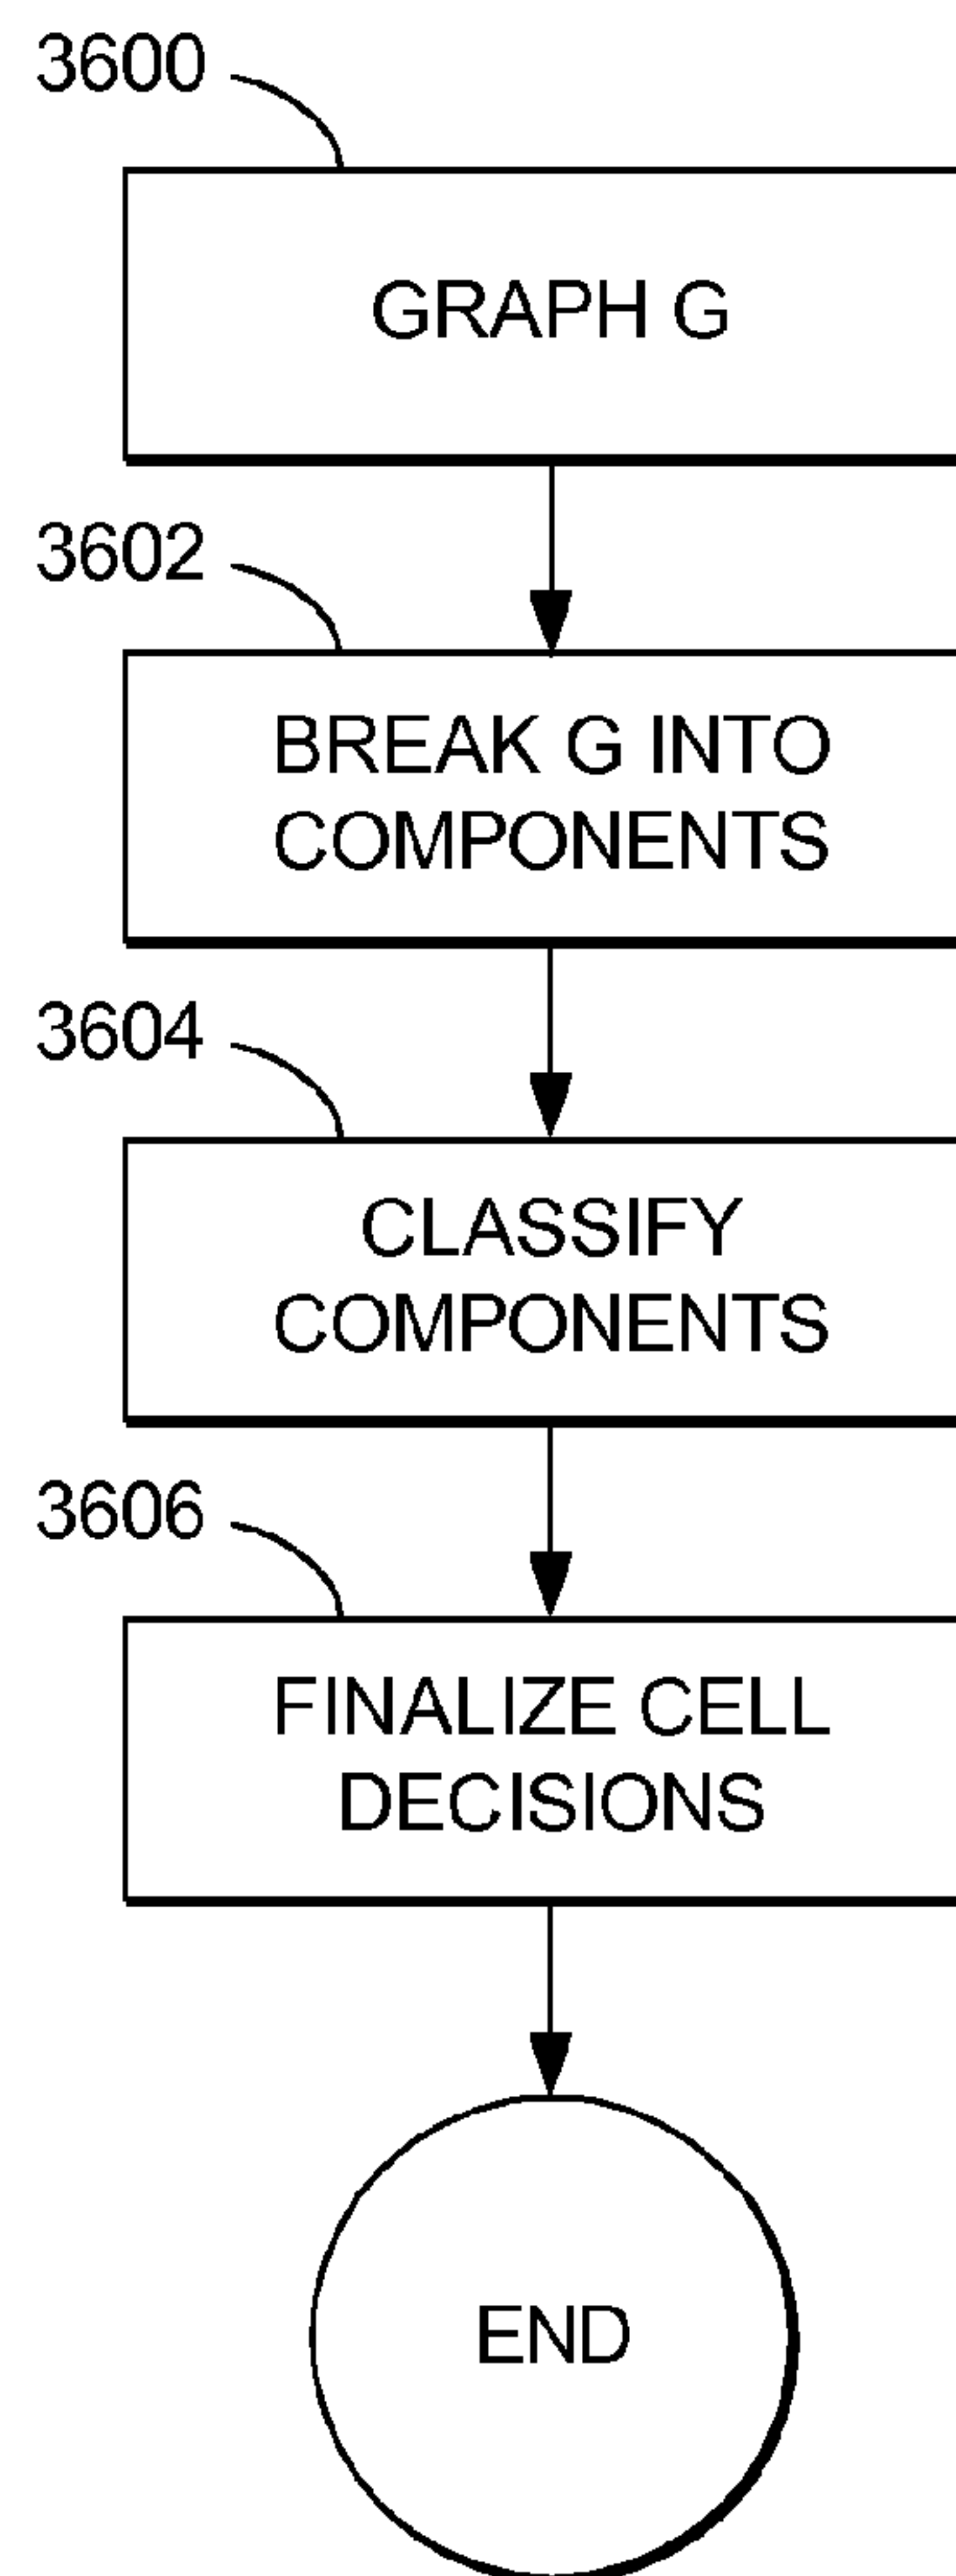 3600
GRAPH G
3602
BREAK G INTO
COMPONENTS
3604
CLASSIFY
COMPONENTS
3606
FINALIZE CELL
DECISIONS
END